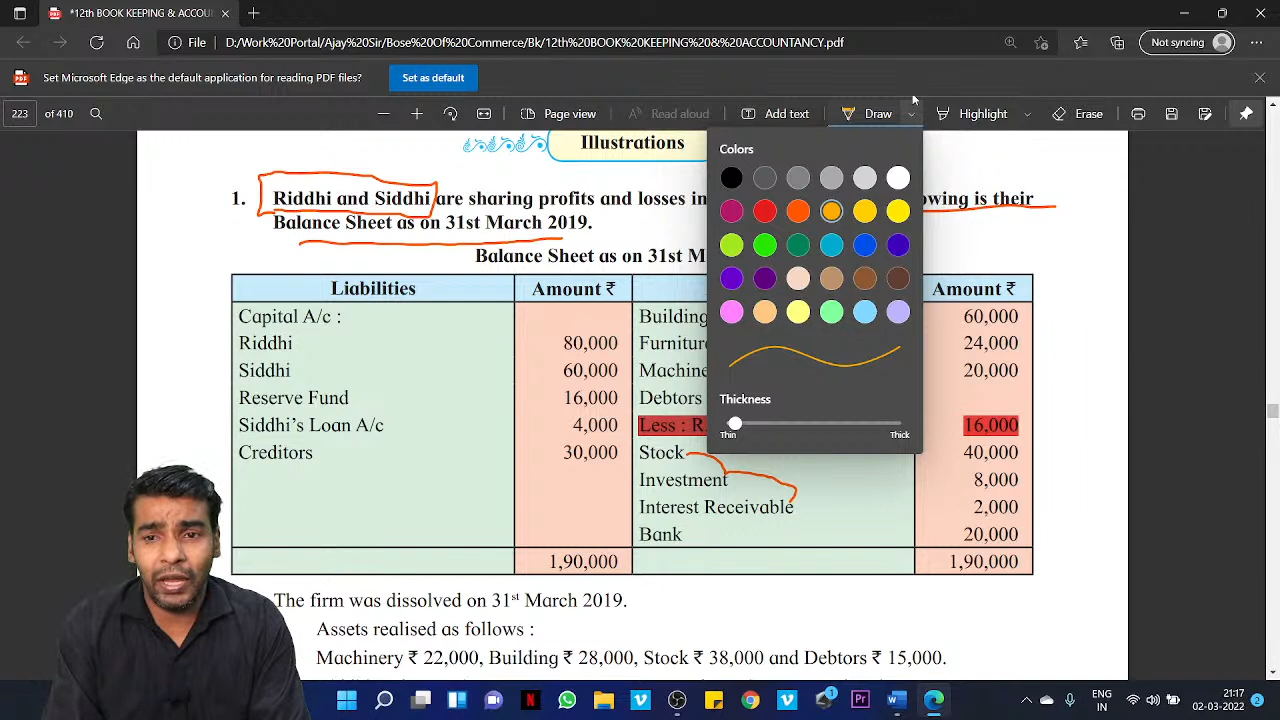 *12th BOOK KEEPING & ACCOU
File
D:/Work%20Portal/Ajay%20Sir/Bose%20Of%20Commerce/Bk/12th%20BOOK%20KEEPING%20&%20ACCOUNTANCY.pdf
Not syncing
Set Microsoft Edge as the default application for reading PDF files?
Set as default
223 of 410
Page view
Read aloud
Add text
Draw
Highlight
Erase
Illustrations
Colors
Thickness
Thin
Thick
1. Riddhi and Siddhi are sharing profits and losses in owing is their
Balance Sheet as on 31st March 2019.
Balance Sheet as on 31st M
Liabilities Amount ₹ Amount ₹
Capital A/c : Building 60,000
Riddhi 80,000 Furniture 24,000
Siddhi 60,000 Machine 20,000
Reserve Fund 16,000 Debtors
Siddhi's Loan A/c 4,000 Less : R. 16,000
Creditors 30,000 Stock 40,000
Investment 8,000
Interest Receivable 2,000
Bank 20,000
1,90,000 1,90,000
The firm was dissolved on 31st March 2019.
Assets realised as follows :
Machinery ₹ 22,000, Building ₹ 28,000, Stock ₹ 38,000 and Debtors ₹ 15,000.
ENG
IN
21:17
02-03-2022